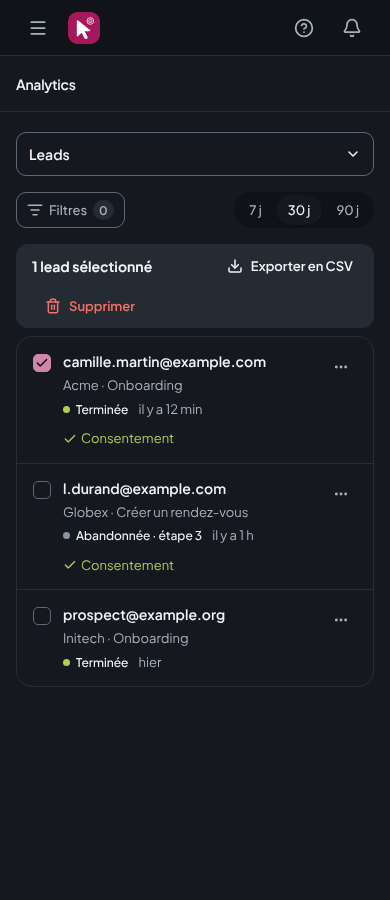 Analytics
Leads
Filtres 0
7 j 30 j 90 j
1 lead sélectionné
Exporter en CSV
Supprimer
camille.martin@example.com
Acme · Onboarding
Terminée il y a 12 min
Consentement
l.durand@example.com
Globex · Créer un rendez-vous
Abandonnée · étape 3 il y a 1 h
Consentement
prospect@example.org
Initech · Onboarding
Terminée hier